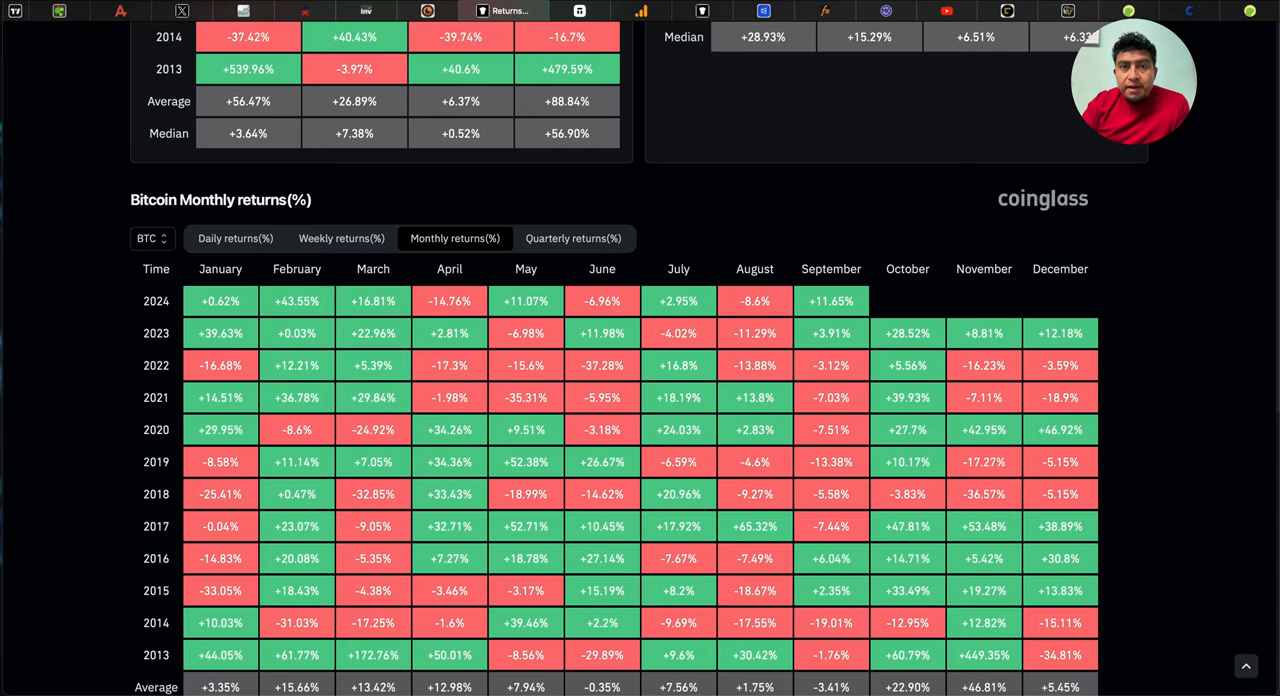 Returns...
Inv
2014 -37.42% +40.43% -39.74% -16.7%
2013 +539.96% -3.97% +40.6% +479.59%
Average +56.47% +26.89% +6.37% +88.84%
Median +3.64% +7.38% +0.52% +56.90%
Median +28.93% +15.29% +6.51%
Bitcoin Monthly returns(%)
coinglass
BTC Daily returns(%) Weekly returns(%) Monthly returns(%) Quarterly returns(%)
Time January February March April May June July August September October November December
2024 +0.62% +43.55% +16.81% -14.76% +11.07% -6.96% +2.95% -8.6% +11.65%
2023 +39.63% +0.03% +22.96% +2.81% -6.98% +11.98% -4.02% -11.29% +3.91% +28.52% +8.81% +12.18%
2022 -16.68% +12.21% +5.39% -17.3% -15.6% -37.28% +16.8% -13.88% -3.12% +5.56% -16.23% -3.59%
2021 +14.51% +36.78% +29.84% -1.98% -35.31% -5.95% +18.19% +13.8% -7.03% +39.93% -7.11% -18.9%
2020 +29.95% -8.6% -24.92% +34.26% +9.51% -3.18% +24.03% +2.83% -7.51% +27.7% +42.95% +46.92%
2019 -8.58% +11.14% +7.05% +34.36% +52.38% +26.67% -6.59% -4.6% -13.38% +10.17% -17.27% -5.15%
2018 -25.41% +0.47% -32.85% +33.43% -18.99% -14.62% +20.96% -9.27% -5.58% -3.83% -36.57% -5.15%
2017 -0.04% +23.07% -9.05% +32.71% +52.71% +10.45% +17.92% +65.32% -7.44% +47.81% +53.48% +38.89%
2016 -14.83% +20.08% -5.35% +7.27% +18.78% +27.14% -7.67% -7.49% +6.04% +14.71% +5.42% +30.8%
2015 -33.05% +18.43% -4.38% -3.46% -3.17% +15.19% +8.2% -18.67% +2.35% +33.49% +19.27% +13.83%
2014 +10.03% -31.03% -17.25% -1.6% +39.46% +2.2% -9.69% -17.55% -19.01% -12.95% +12.82% -15.11%
2013 +44.05% +61.77% +172.76% +50.01% -8.56% -29.89% +9.6% +30.42% -1.76% +60.79% +449.35% -34.81%
Average +3.35% +15.66% +13.42% +12.98% +7.94% -0.35% +7.56% +1.75% -3.41% +22.90% +46.81% +5.45%